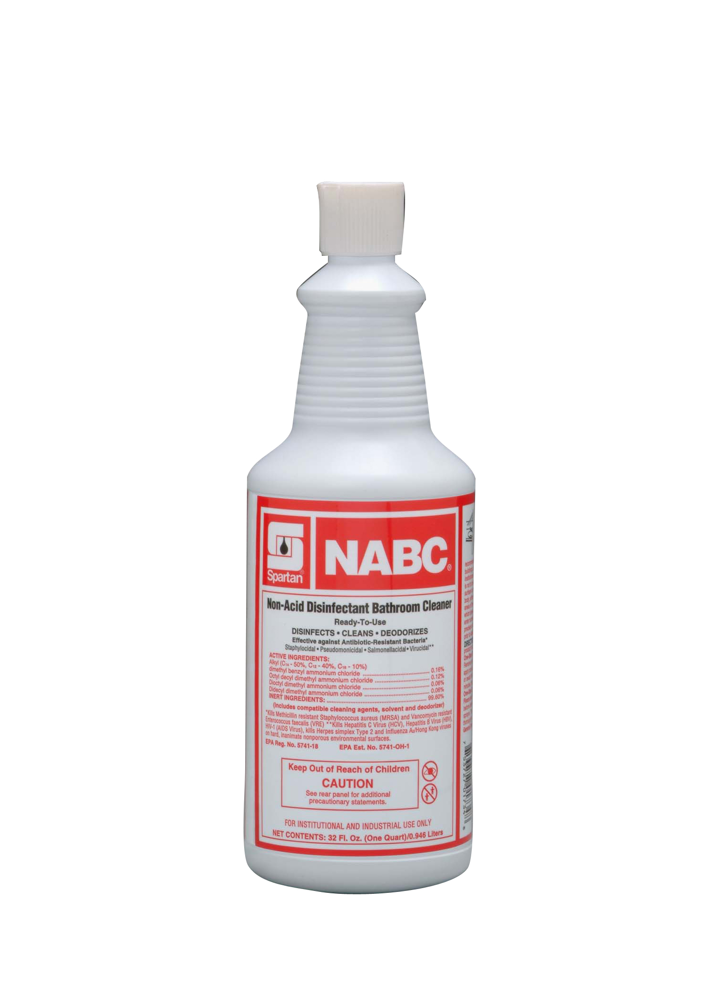 Spartan®
NABC®
Non-Acid Disinfectant Bathroom Cleaner
Ready-To-Use
DISINFECTS • CLEANS • DEODORIZES
Effective against Antibiotic-Resistant Bacteria*
Staphylocidal • Pseudomonicidal • Salmonellacidal • Virucidal**
ACTIVE INGREDIENTS:
Alkyl (C₁₄ - 50%, C₁₂ - 40%, C₁₆ - 10%)
dimethyl benzyl ammonium chloride ........ 0.16%
Octyl decyl dimethyl ammonium chloride ........ 0.12%
Dioctyl dimethyl ammonium chloride ........ 0.06%
Didecyl dimethyl ammonium chloride ........ 0.06%
INERT INGREDIENTS: ........ 99.60%
(includes compatible cleaning agents, solvent and deodorizer)
*Kills Methicillin resistant Staphylococcus aureus (MRSA) and Vancomycin resistant
Enterococcus faecalis (VRE) **Kills Hepatitis C Virus (HCV), Hepatitis B Virus (HBV),
HIV-1 (AIDS Virus), kills Herpes simplex Type 2 and Influenza A₂/Hong Kong viruses
on hard, inanimate nonporous environmental surfaces.
EPA Reg. No. 5741-18 EPA Est. No. 5741-OH-1
Keep Out of Reach of Children
CAUTION
See rear panel for additional
precautionary statements.
FOR INSTITUTIONAL AND INDUSTRIAL USE ONLY
NET CONTENTS: 32 Fl. Oz. (One Quart)/0.946 Liters